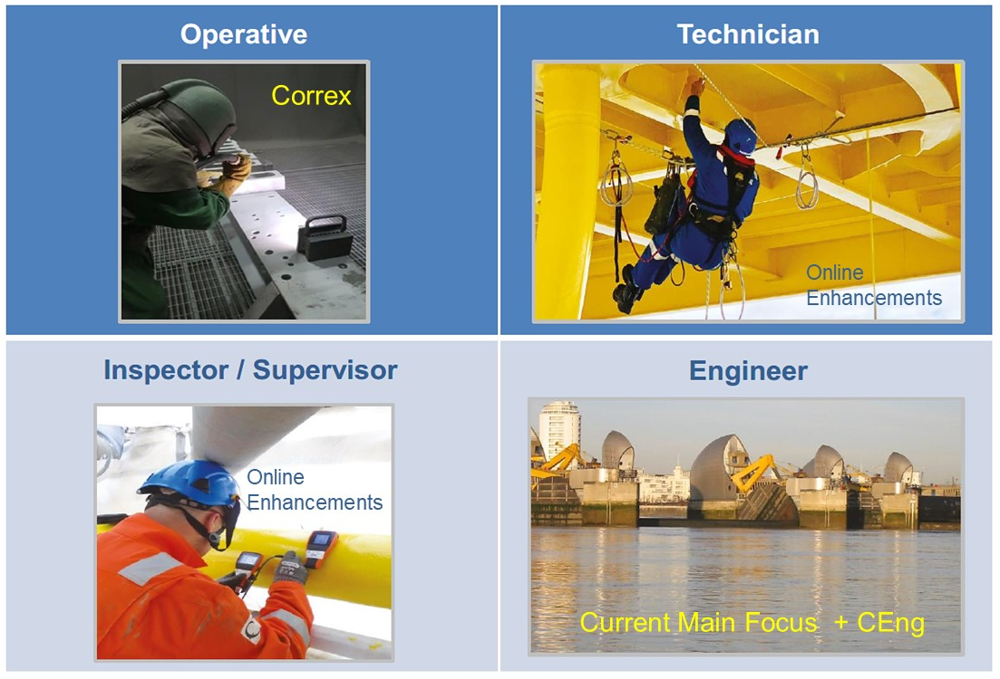 Operative
Technician
Correx
Online
Enhancements
Inspector / Supervisor
Engineer
Online
Enhancements
Current Main Focus + CEng